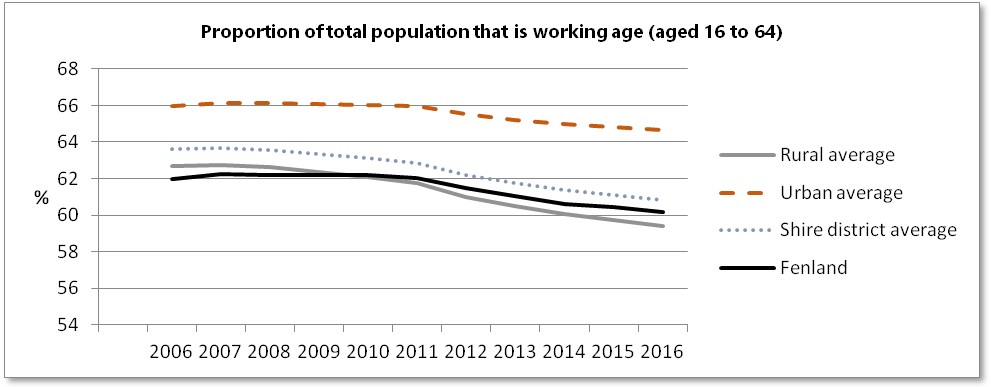 Proportion of total population that is working age (aged 16 to 64)
68
66
64
62
60
58
56
54
%
2006 2007 2008 2009 2010 2011 2012 2013 2014 2015 2016
Rural average
Urban average
Shire district average
Fenland